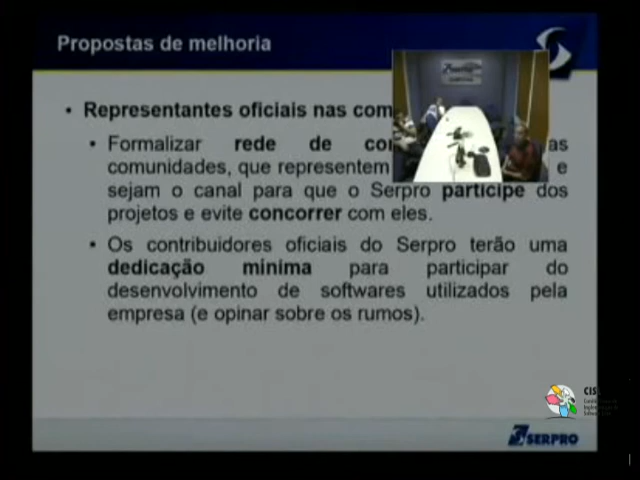 Propostas de melhoria
• Representantes oficiais nas com
• Formalizar rede de as
comunidades, que representem e
sejam o canal para que o Serpro participe dos
projetos e evite concorrer com eles.
• Os contribuidores oficiais do Serpro terão uma
dedicação mínima para participar do
desenvolvimento de softwares utilizados pela
empresa (e opinar sobre os rumos).
CIS
SERPRO